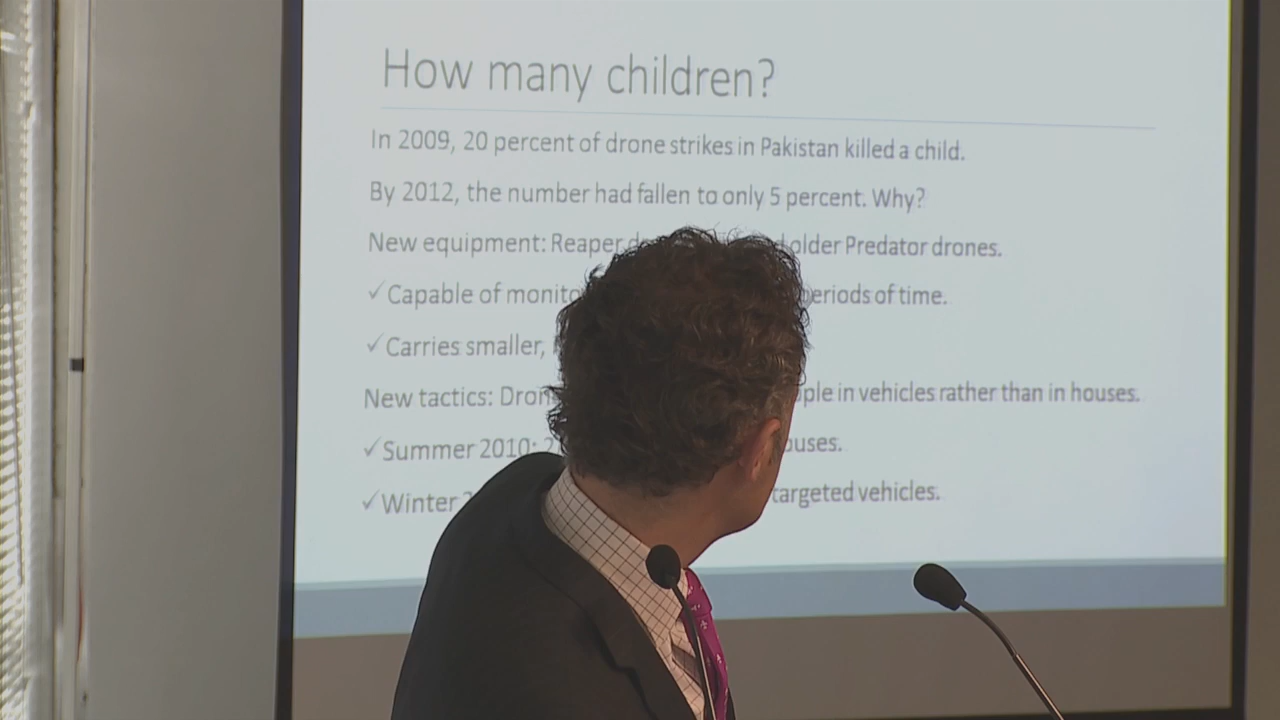 How many children?
In 2009, 20 percent of drone strikes in Pakistan killed a child.
By 2012, the number had fallen to only 5 percent. Why?
New equipment: Reaper older Predator drones.
✓ Capable of periods of time.
✓ Carries smaller,
New tactics: in vehicles rather than in houses.
✓ Summer 2010:
✓ Winter targeted vehicles.